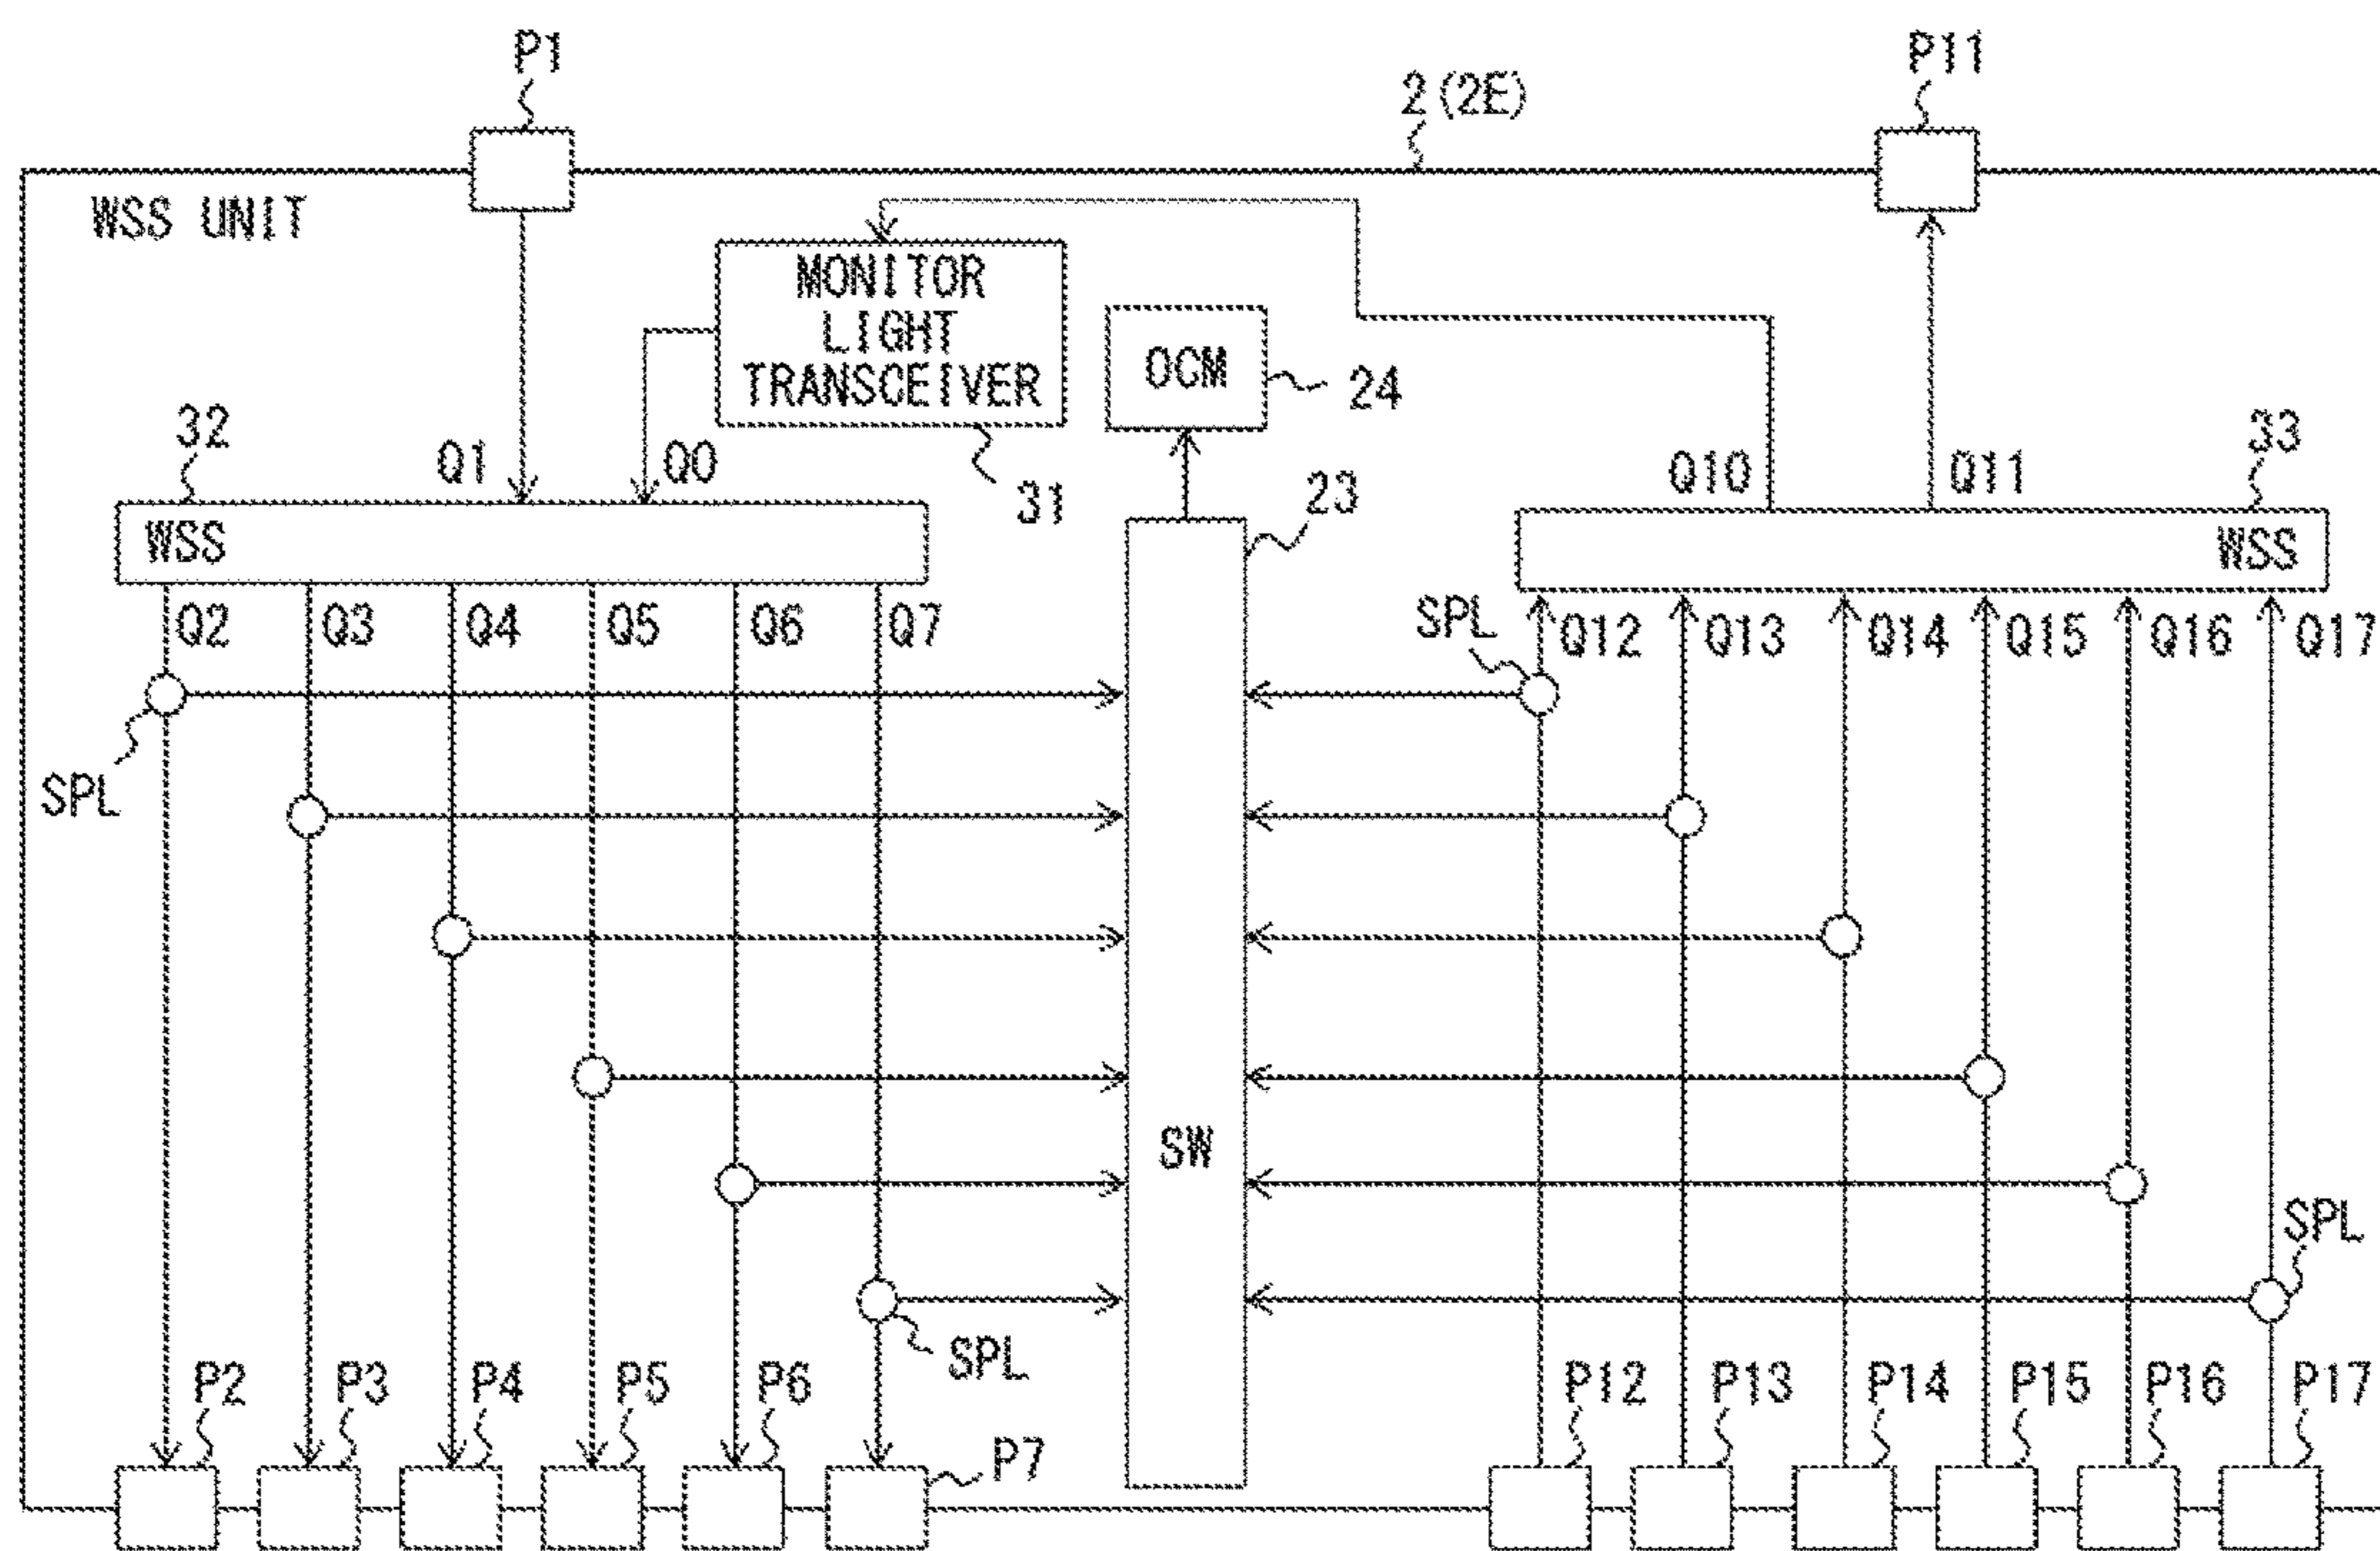 P1
2(2E)
P11
WSS UNIT
MONITOR
LIGHT
TRANSCEIVER
OCM
24
32
Q1
Q0
31
23
Q10
Q11
33
WSS
WSS
Q2
Q3
Q4
Q5
Q6
Q7
SPL
Q12
Q13
Q14
Q15
Q16
Q17
SPL
SW
SPL
SPL
P2
P3
P4
P5
P6
P7
P12
P13
P14
P15
P16
P17